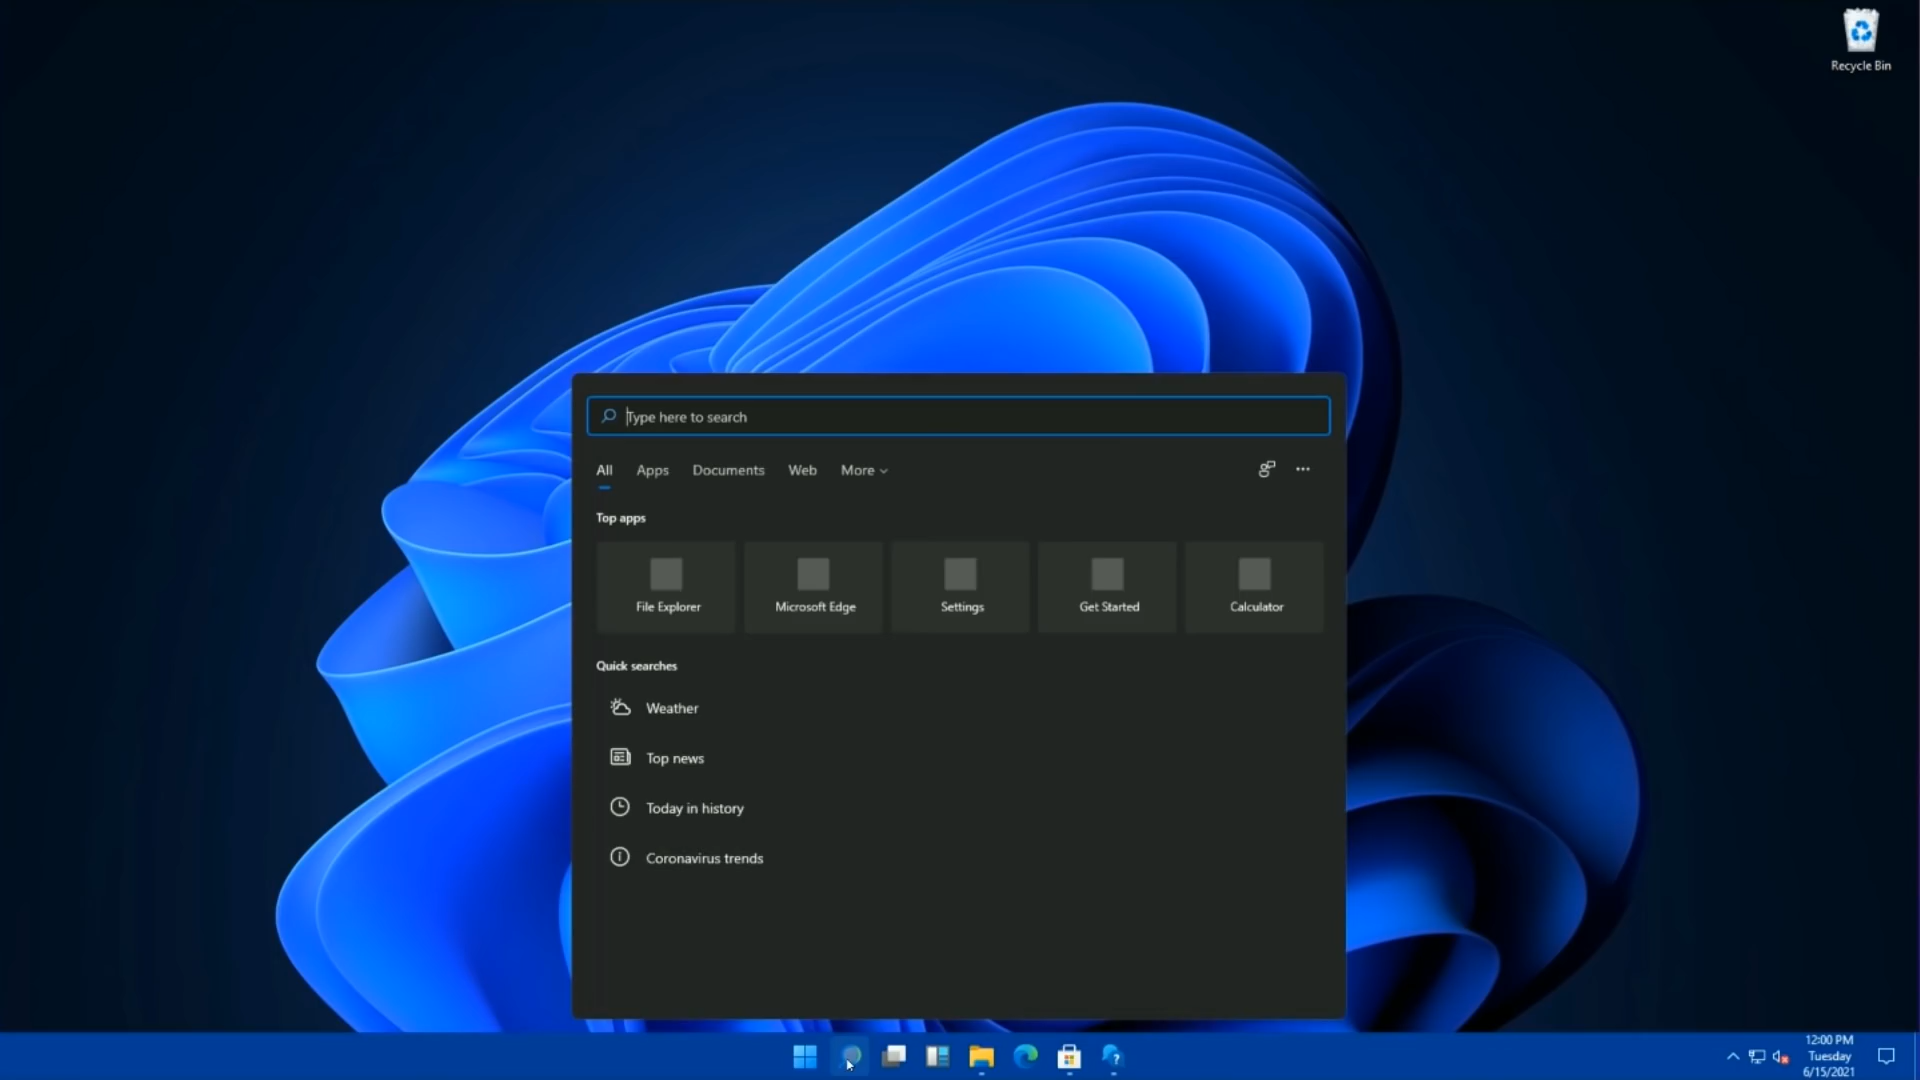 Recycle Bin
Type here to search
All Apps Documents Web More
Top apps
File Explorer Microsoft Edge Settings Get Started Calculator
Quick searches
Weather
Top news
Today in history
Coronavirus trends
12:00 PM
Tuesday
6/15/2021